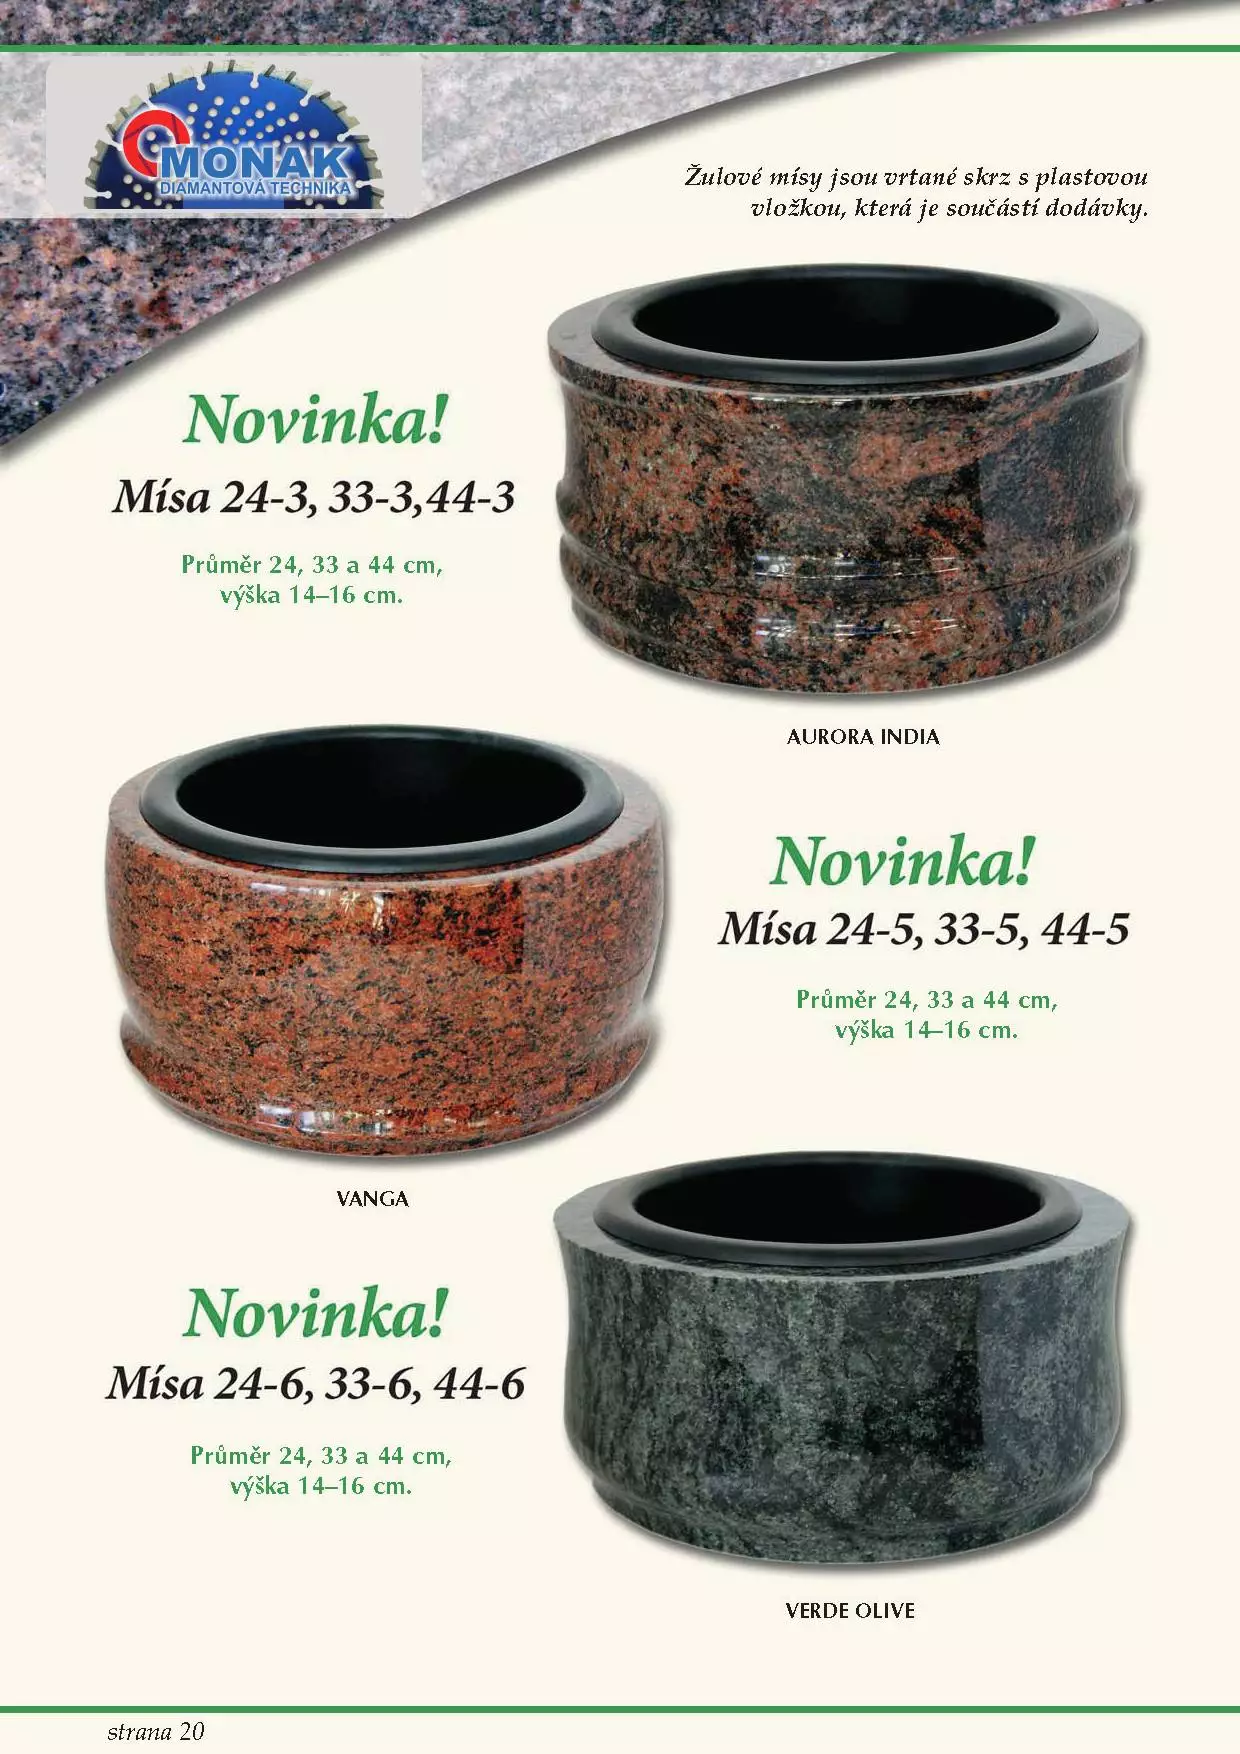 MONAK
DIAMANTOVÁ TECHNIKA
Žulové mísy jsou vrtané skrz s plastovou
vložkou, která je součástí dodávky.
Novinka!
Mísa 24-3, 33-3,44-3
Průměr 24, 33 a 44 cm,
výška 14–16 cm.
AURORA INDIA
Novinka!
Mísa 24-5, 33-5, 44-5
Průměr 24, 33 a 44 cm,
výška 14–16 cm.
VANGA
Novinka!
Mísa 24-6, 33-6, 44-6
Průměr 24, 33 a 44 cm,
výška 14–16 cm.
VERDE OLIVE
strana 20